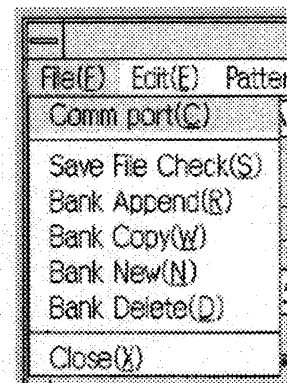 File(F) Edit(E) Patter
Comm port(C)
Save File Check(S)
Bank Append(R)
Bank Copy(W)
Bank New(N)
Bank Delete(D)
Close(X)